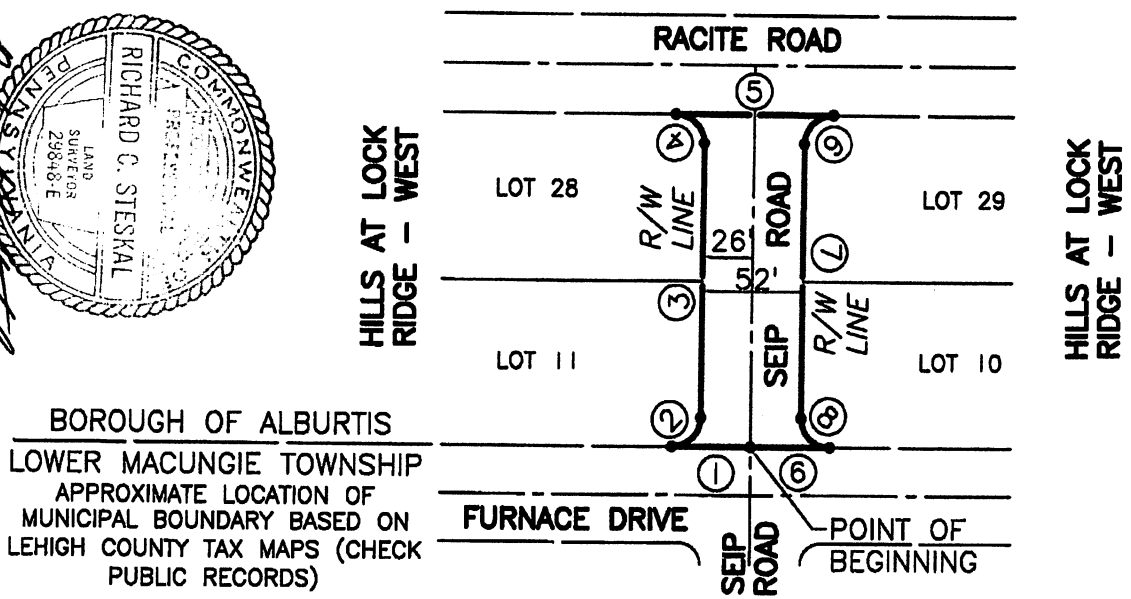 COMMONWEALTH
PENNSYLVANIA
RICHARD C. STESKAL
LAND
SURVEYOR
29848-E
RACITE ROAD
5
4
6
HILLS AT LOCK
RIDGE – WEST
LOT 28
R/W
LINE
26'
ROAD
LOT 29
HILLS AT LOCK
RIDGE – WEST
7
52'
3
SEIP
R/W
LINE
LOT 11
LOT 10
2
8
BOROUGH OF ALBURTIS
LOWER MACUNGIE TOWNSHIP
APPROXIMATE LOCATION OF
MUNICIPAL BOUNDARY BASED ON
LEHIGH COUNTY TAX MAPS (CHECK
PUBLIC RECORDS)
1
9
FURNACE DRIVE
SEIP
ROAD
POINT OF
BEGINNING